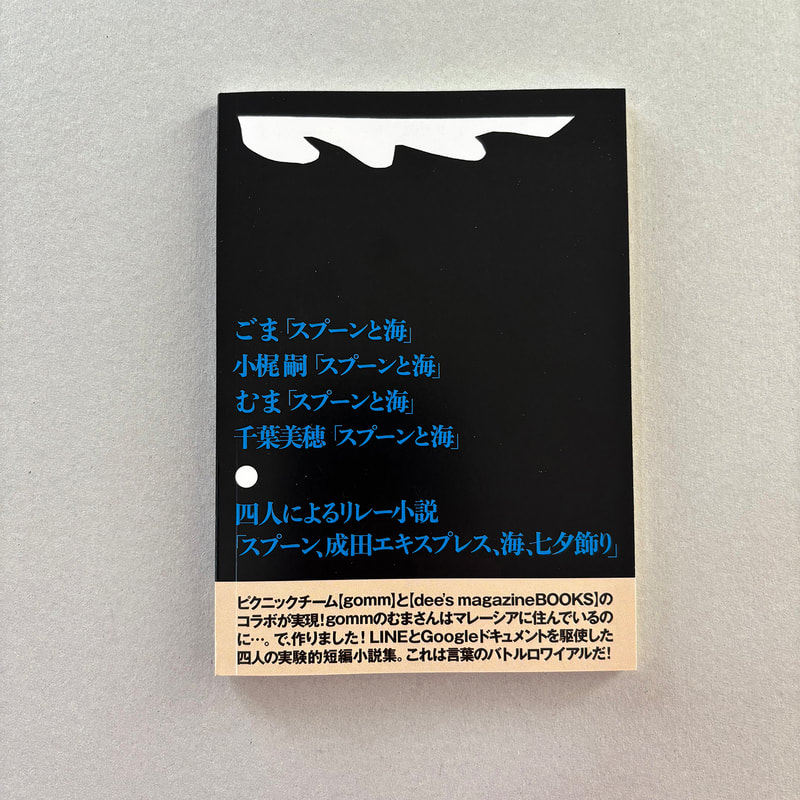 ごま「スプーンと海」
小梶 嗣「スプーンと海」
むま「スプーンと海」
千葉美穂「スプーンと海」
四人によるリレー小説
「スプーン、成田エキスプレス、海、七夕飾り」
ピクニックチーム【gomm】と【dee's magazineBOOKS】の
コラボが実現！gommのむまさんはマレーシアに住んでいるの
に…。で、作りました！LINEとGoogleドキュメントを駆使した
四人の実験的短編小説集。これは言葉のバトルロワイアルだ！